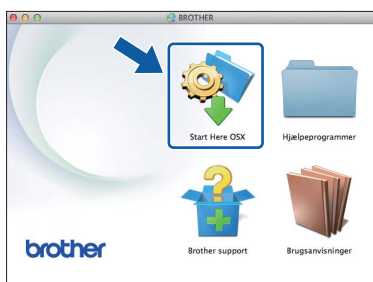 BROTHER
Start Here OSX
Hjælpeprogrammer
Brother support
Brugsanvisninger
brother